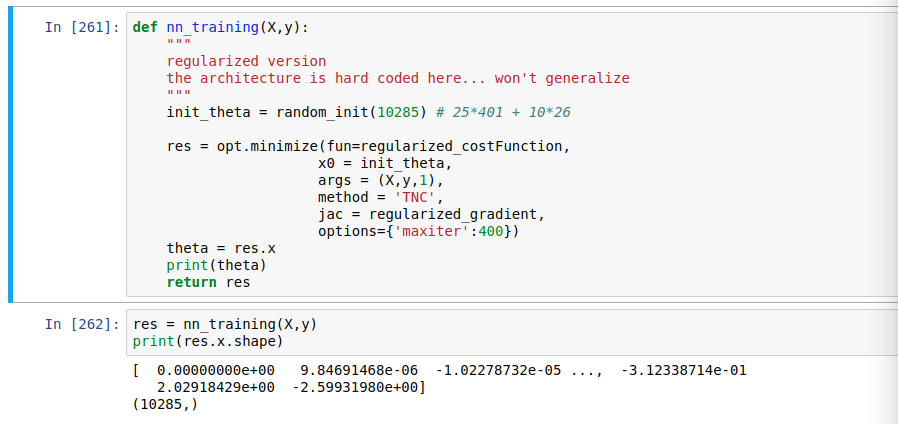 In [261]: def nn_training(X,y):
    """
    regularized version
    the architecture is hard coded here... won't generalize
    """
    init_theta = random_init(10285) # 25*401 + 10*26
    res = opt.minimize(fun=regularized_costFunction,
                      x0 = init_theta,
                      args = (X,y,1),
                      method = 'TNC',
                      jac = regularized_gradient,
                      options={'maxiter':400})
    theta = res.x
    print(theta)
    return res
In [262]: res = nn_training(X,y)
print(res.x.shape)
[  0.00000000e+00   9.84691468e-06  -1.02278732e-05 ...,  -3.12338714e-01
   2.02918429e+00  -2.59931980e+00]
(10285,)